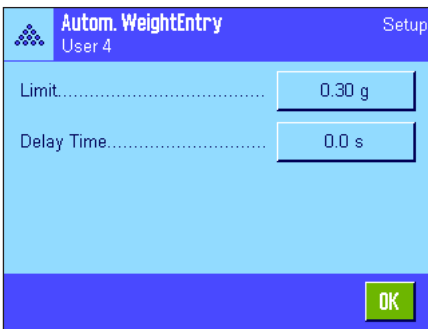 Autom. WeightEntry Setup
User 4
Limit..................................... 0.30 g
Delay Time............................ 0.0 s
OK